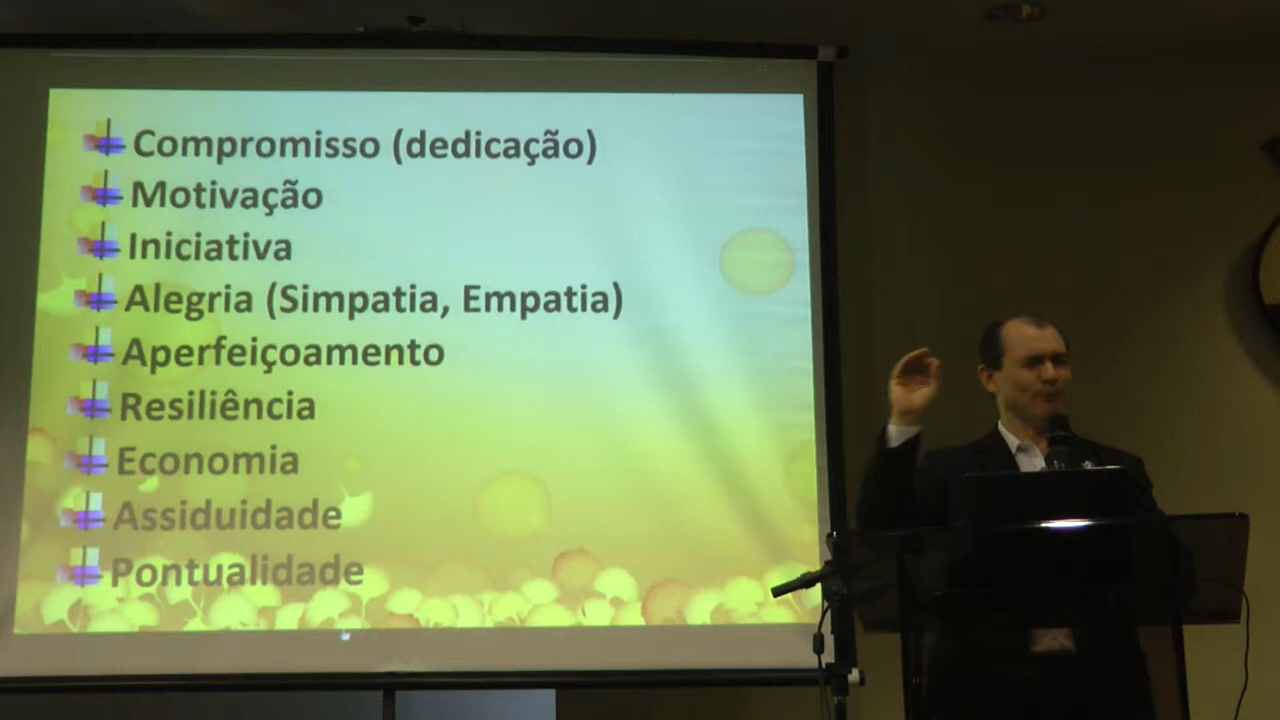 Compromisso (dedicação)
Motivação
Iniciativa
Alegria (Simpatia, Empatia)
Aperfeiçoamento
Resiliência
Economia
Assiduidade
Pontualidade